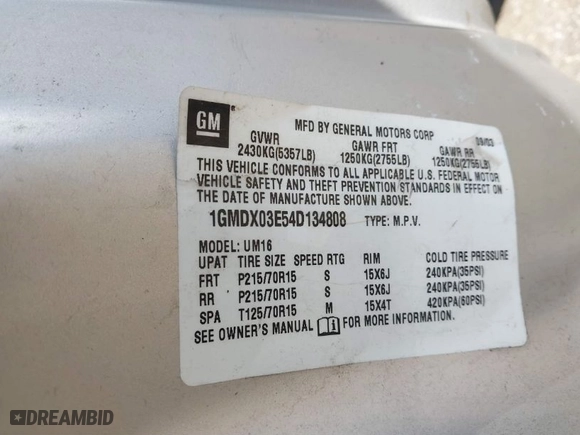 GM
MFD BY GENERAL MOTORS CORP 09/03
GVWR GAWR FRT GAWR RR
2430KG(5357LB) 1250KG(2755LB) 1250KG(2755LB)
THIS VEHICLE CONFORMS TO ALL APPLICABLE U.S. FEDERAL MOTOR
VEHICLE SAFETY AND THEFT PREVENTION STANDARDS IN EFFECT ON
THE DATE OF MANUFACTURE SHOWN ABOVE.
1GMDX03E54D134808 TYPE: M.P.V.
MODEL: UM16
UPAT TIRE SIZE SPEED RTG RIM COLD TIRE PRESSURE
FRT P215/70R15 S 15X6J 240KPA(35PSI)
RR P215/70R15 S 15X6J 240KPA(35PSI)
SPA T125/70R15 M 15X4T 420KPA(60PSI)
SEE OWNER'S MANUAL FOR MORE INFORMATION.
DREAMBID